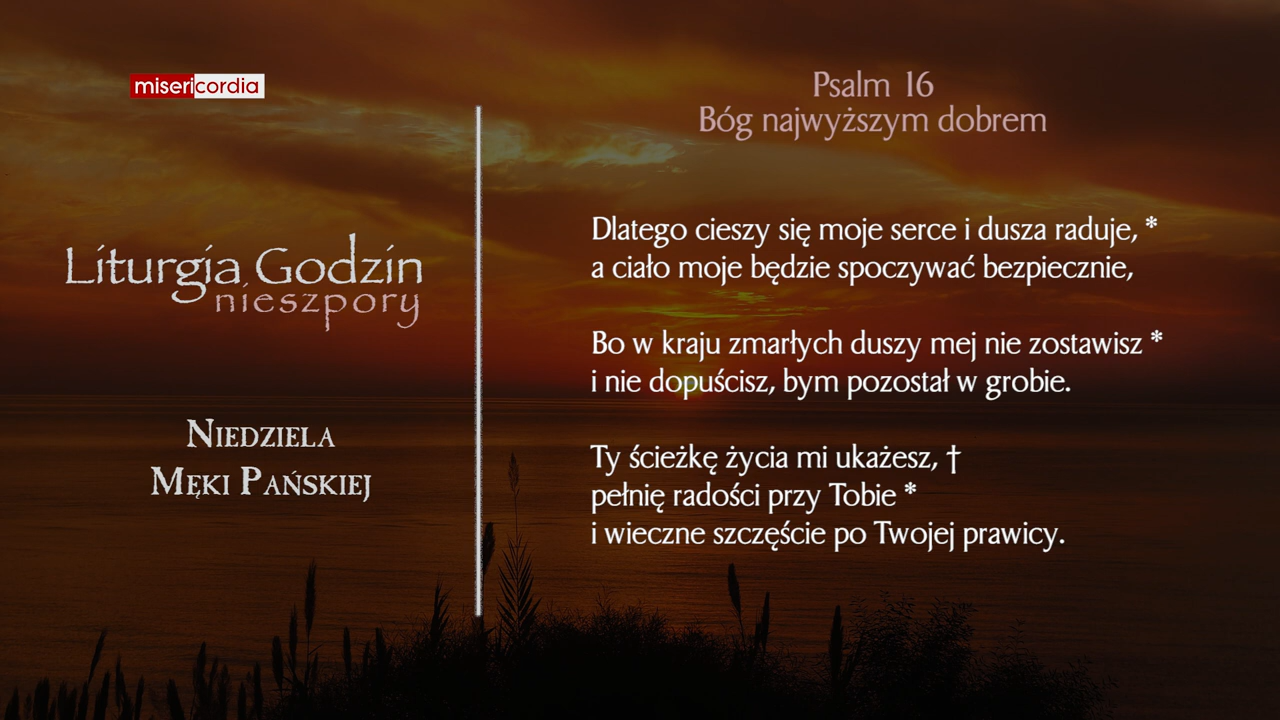 misericordia
Liturgia Godzin
nieszpory
Niedziela
Męki Pańskiej
Psalm 16
Bóg najwyższym dobrem
Dlatego cieszy się moje serce i dusza raduje, *
a ciało moje będzie spoczywać bezpiecznie,
Bo w kraju zmarłych duszy mej nie zostawisz *
i nie dopuścisz, bym pozostał w grobie.
Ty ścieżkę życia mi ukażesz, †
pełnię radości przy Tobie *
i wieczne szczęście po Twojej prawicy.